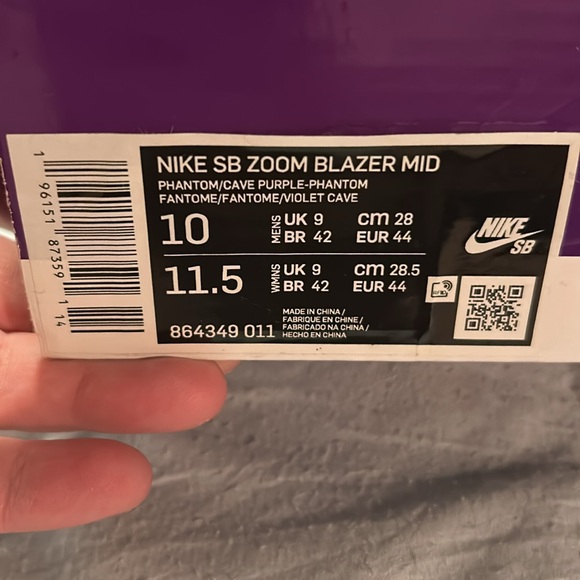 NIKE SB ZOOM BLAZER MID
PHANTOM/CAVE PURPLE-PHANTOM
FANTOME/FANTOME/VIOLET CAVE
10 MENS UK 9 cm 28
BR 42 EUR 44
11.5 WMNS UK 9 cm 28.5
BR 42 EUR 44
864349 011
MADE IN CHINA /
FABRIQUE EN CHINE /
FABRICADO NA CHINA /
HECHO EN CHINA
NIKE
SB
1 96151 87359 1 14